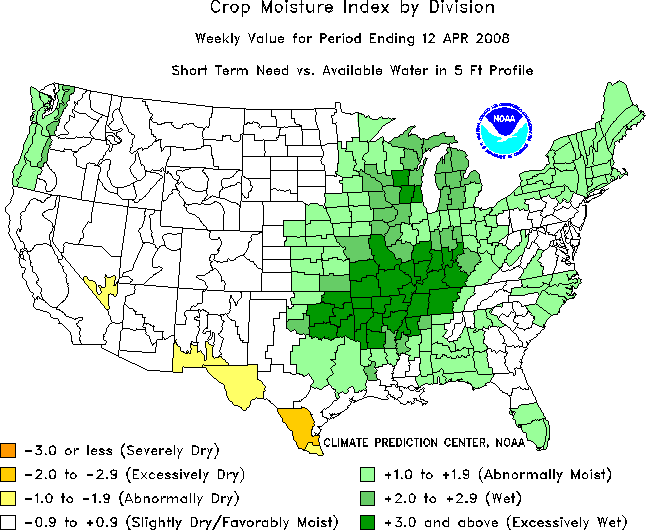 Crop Moisture Index by Division
Weekly Value for Period Ending 12 APR 2008
Short Term Need vs. Available Water in 5 Ft Profile
NOAA
CLIMATE PREDICTION CENTER, NOAA
-3.0 or less (Severely Dry)
-2.0 to -2.9 (Excessively Dry)
-1.0 to -1.9 (Abnormally Dry)
-0.9 to +0.9 (Slightly Dry/Favorably Moist)
+1.0 to +1.9 (Abnormally Moist)
+2.0 to +2.9 (Wet)
+3.0 and above (Excessively Wet)